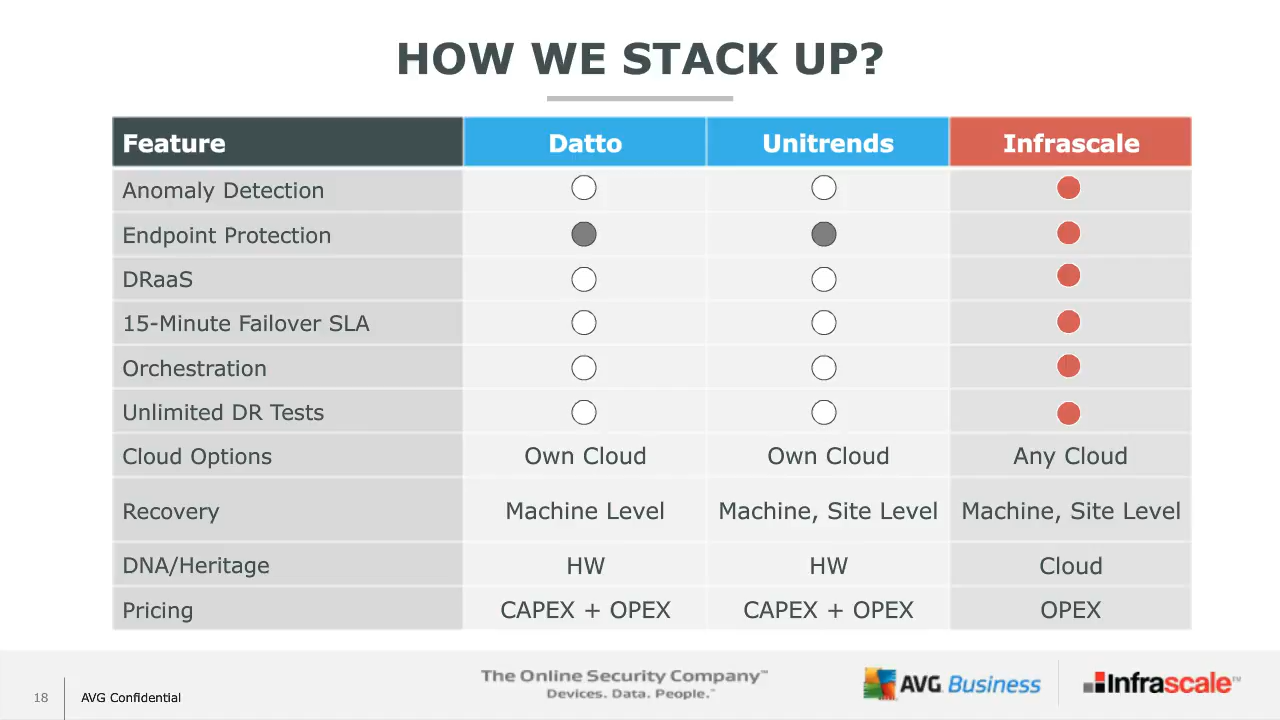 HOW WE STACK UP?
Feature Datto Unitrends Infrascale
Anomaly Detection
Endpoint Protection
DRaaS
15-Minute Failover SLA
Orchestration
Unlimited DR Tests
Cloud Options Own Cloud Own Cloud Any Cloud
Recovery Machine Level Machine, Site Level Machine, Site Level
DNA/Heritage HW HW Cloud
Pricing CAPEX + OPEX CAPEX + OPEX OPEX
18 AVG Confidential
The Online Security Company™
Devices. Data. People.™
AVG Business
Infrascale™